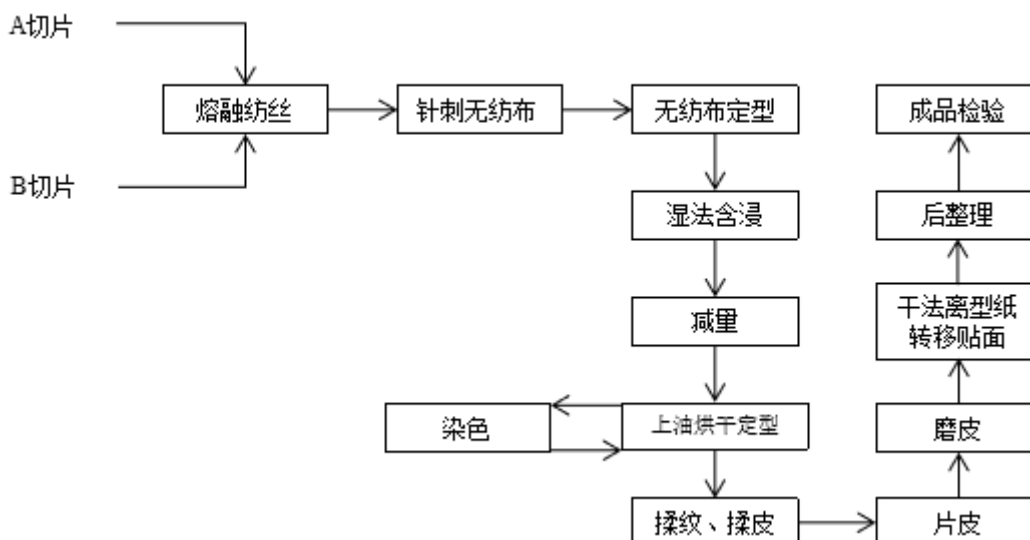 A切片
熔融纺丝
针刺无纺布
无纺布定型
成品检验
B切片
湿法含浸
后整理
减量
干法离型纸
转移贴面
染色
上油烘干定型
磨皮
揉纹、揉皮
片皮